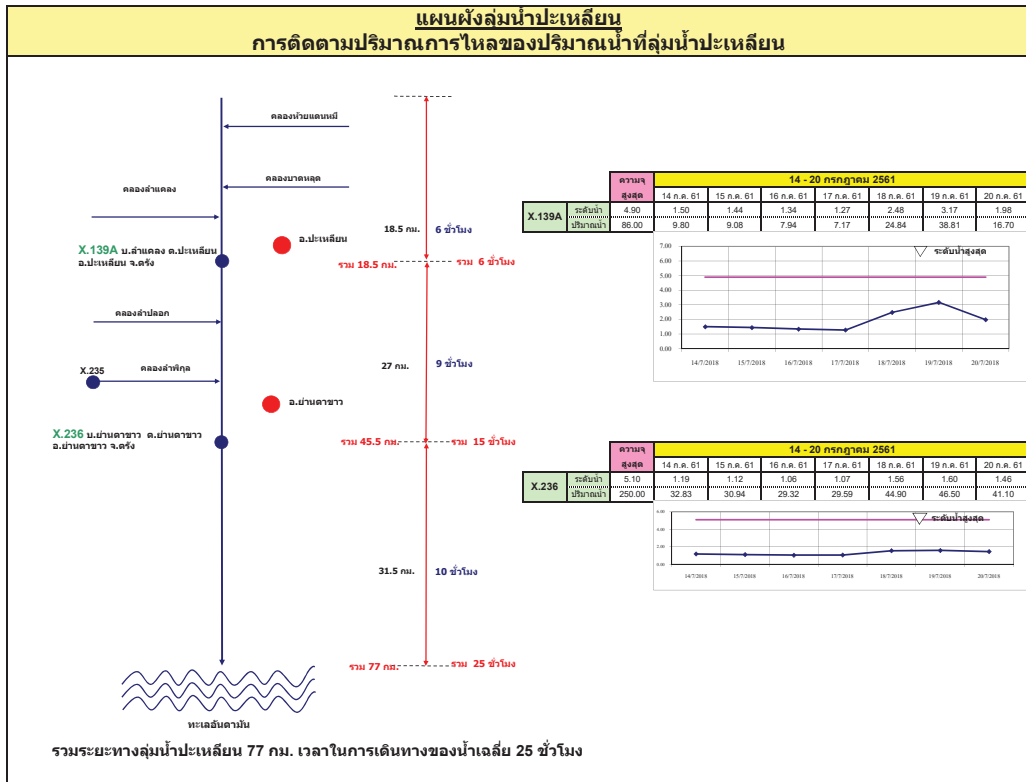 แผนผังลุ่มน้ำปะเหลียน
การติดตามปริมาณการไหลของปริมาณน้ำที่ลุ่มน้ำปะเหลียน
คลองห้วยแดนหมี
คลองบาดหลุด
คลองลำแคลง
X.139A บ.ลำแคลง ต.ปะเหลียน
อ.ปะเหลียน จ.ตรัง
อ.ปะเหลียน
18.5 กม.
6 ชั่วโมง
รวม 18.5 กม.
รวม 6 ชั่วโมง
คลองลำปลอก
X.235
คลองลำพิกุล
27 กม.
9 ชั่วโมง
อ.ย่านตาขาว
X.236 บ.ย่านตาขาว ต.ย่านตาขาว
อ.ย่านตาขาว จ.ตรัง
รวม 45.5 กม.
รวม 15 ชั่วโมง
31.5 กม.
10 ชั่วโมง
รวม 77 กม.
รวม 25 ชั่วโมง
ทะเลอันดามัน
ความจุ 14 - 20 กรกฎาคม 2561
สูงสุด 14 ก.ค. 61 15 ก.ค. 61 16 ก.ค. 61 17 ก.ค. 61 18 ก.ค. 61 19 ก.ค. 61 20 ก.ค. 61
X.139A ระดับน้ำ 4.90 1.50 1.44 1.34 1.27 2.48 3.17 1.98
ปริมาณน้ำ 86.00 9.80 9.08 7.94 7.17 24.84 38.81 16.70
ระดับน้ำสูงสุด
7.00
6.00
5.00
4.00
3.00
2.00
1.00
0.00
14/7/2018 15/7/2018 16/7/2018 17/7/2018 18/7/2018 19/7/2018 20/7/2018
ความจุ 14 - 20 กรกฎาคม 2561
สูงสุด 14 ก.ค. 61 15 ก.ค. 61 16 ก.ค. 61 17 ก.ค. 61 18 ก.ค. 61 19 ก.ค. 61 20 ก.ค. 61
X.236 ระดับน้ำ 5.10 1.19 1.12 1.06 1.07 1.56 1.60 1.46
ปริมาณน้ำ 250.00 32.83 30.94 29.32 29.59 44.90 46.50 41.10
ระดับน้ำสูงสุด
6.00
4.00
2.00
0.00
14/7/2018 15/7/2018 16/7/2018 17/7/2018 18/7/2018 19/7/2018 20/7/2018
รวมระยะทางลุ่มน้ำปะเหลียน 77 กม. เวลาในการเดินทางของน้ำเฉลี่ย 25 ชั่วโมง